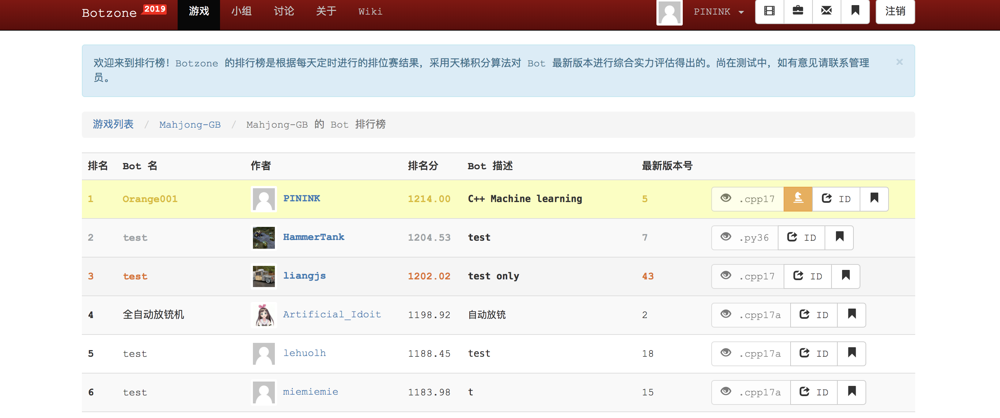 Botzone 2019 游戏 小组 讨论 关于 Wiki PININK 注销
欢迎来到排行榜！Botzone 的排行榜是根据每天定时进行的排位赛结果，采用天梯积分算法对 Bot 最新版本进行综合实力评估得出的。尚在测试中，如有意见请联系管理
员。
×
游戏列表 / Mahjong-GB / Mahjong-GB 的 Bot 排行榜
排名 Bot 名 作者 排名分 Bot 描述 最新版本号
1 Orange001 PININK 1214.00 C++ Machine learning 5 .cpp17 ID
2 test HammerTank 1204.53 test 7 .py36 ID
3 test liangjs 1202.02 test only 43 .cpp17 ID
4 全自动放铳机 Artificial_Idoit 1198.92 自动放铳 2 .cpp17a ID
5 test lehuolh 1188.45 test 18 .cpp17a ID
6 test miemiemie 1183.98 t 15 .cpp17a ID